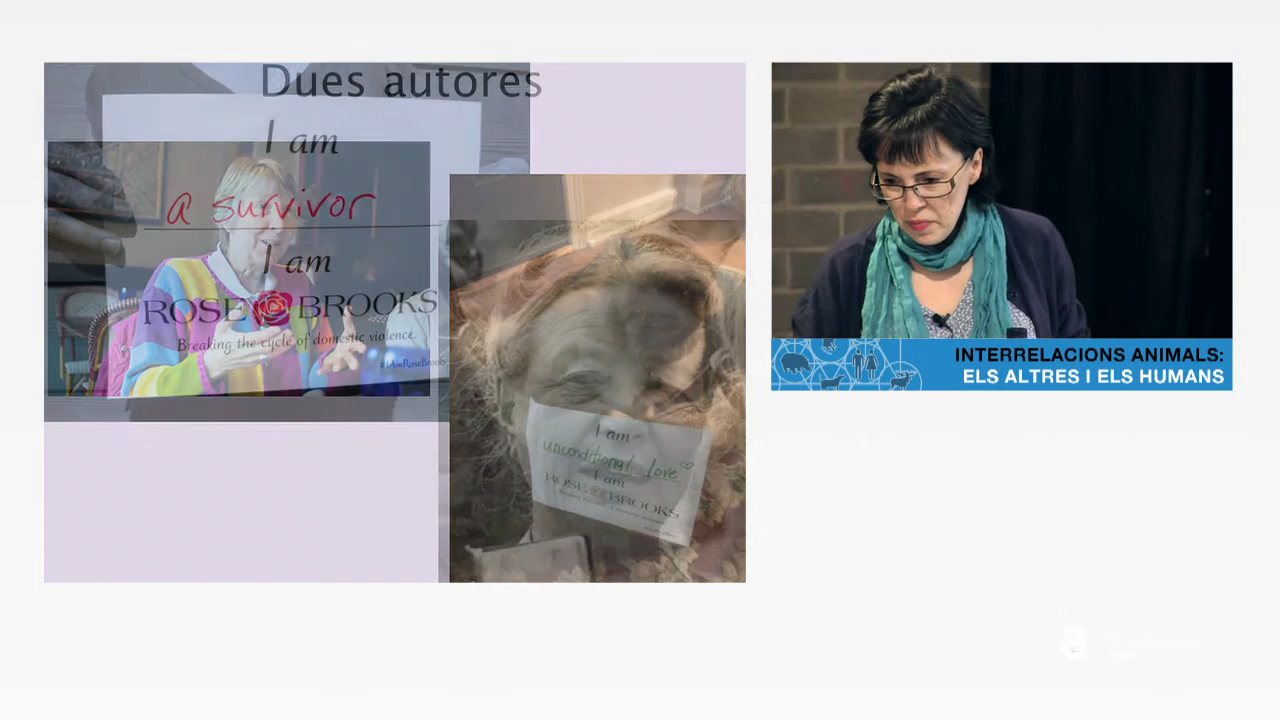 Dues autores
I am
a survivor
I am
ROSE BROOKS
Breaking the cycle of domestic violence.
#IAmRoseBrooks
I am
unconditional love
I am
ROSE BROOKS
INTERRELACIONS ANIMALS:
ELS ALTRES I ELS HUMANS